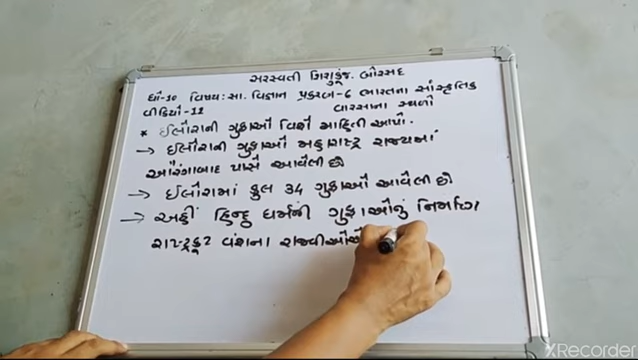 સરસ્વતી શિશુકુંજ. બોરસદ
ધો-10 વિષય: સા. વિજ્ઞાન પ્રકરણ-6 ભારતના સાંસ્કૃતિક
વીડિયો-11 વારસાના સ્થળો
* ઈલોરાની ગુફાઓ વિશે માહિતી આપો.
→ ઈલોરાની ગુફાઓ મહારાષ્ટ્ર રાજ્યમાં
ઔરંગાબાદ પાસે આવેલી છે
→ ઈલોરામાં કુલ 34 ગુફાઓ આવેલી છે
→ અહીં હિન્દુ ધર્મની ગુફાઓનું નિર્માણ
રાષ્ટ્રકૂટ વંશના રાજવીઓએ
XRecorder